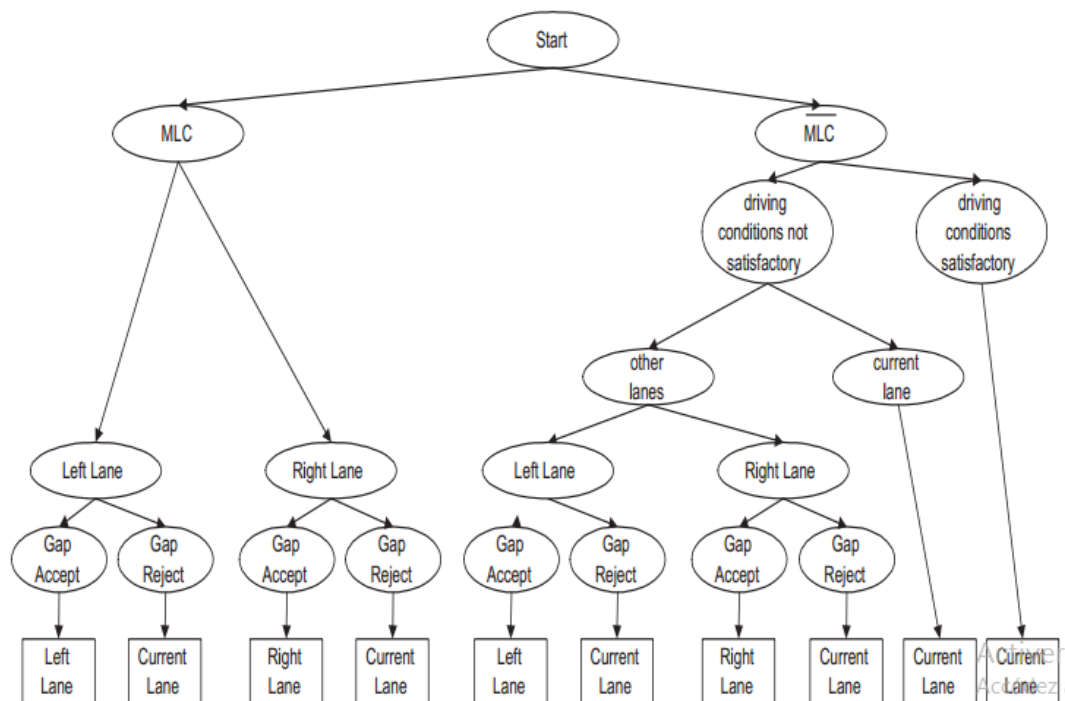 Start
MLC
M̅L̅C̅
driving
conditions not
satisfactory
driving
conditions
satisfactory
other
lanes
current
lane
Left Lane
Right Lane
Left Lane
Right Lane
Gap
Accept
Gap
Reject
Gap
Accept
Gap
Reject
Gap
Accept
Gap
Reject
Gap
Accept
Gap
Reject
Left
Lane
Current
Lane
Right
Lane
Current
Lane
Left
Lane
Current
Lane
Right
Lane
Current
Lane
Current
Lane
Current
Lane